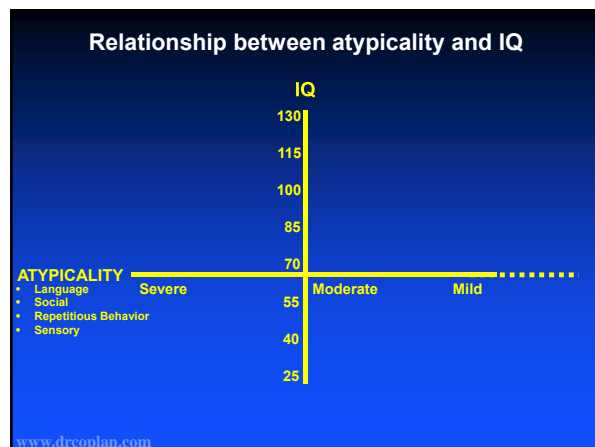 Relationship between atypicality and IQ
IQ
130
115
100
85
70
ATYPICALITY
• Language
• Social
• Repetitious Behavior
• Sensory
Severe
Moderate
Mild
55
40
25
www.drcoplan.com